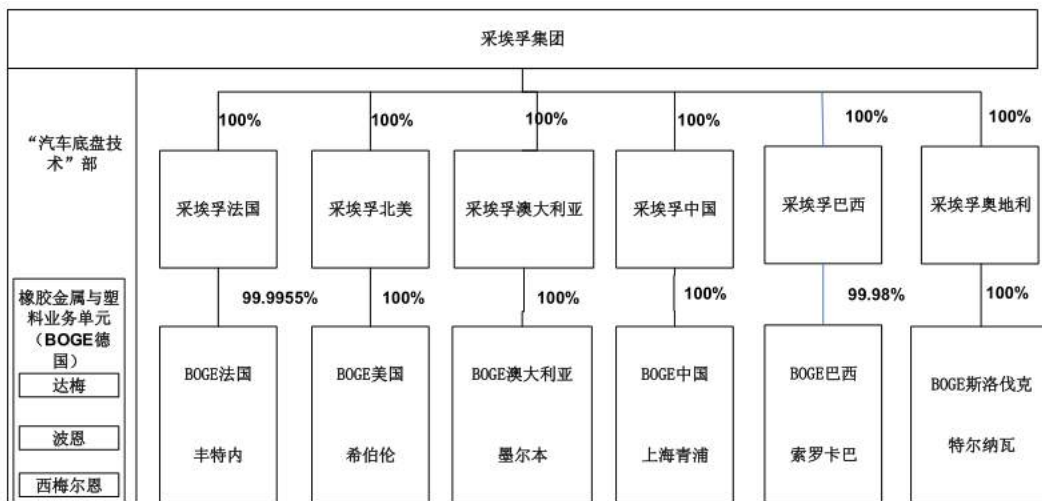 采埃孚集团
“汽车底盘技
术”部
100%
100%
100%
100%
100%
100%
采埃孚法国
采埃孚北美
采埃孚澳大利亚
采埃孚中国
采埃孚巴西
采埃孚奥地利
99.9955%
100%
100%
100%
99.98%
100%
橡胶金属与塑
料业务单元
（BOGE德
国）
达梅
波恩
西梅尔恩
BOGE法国
丰特内
BOGE美国
希伯伦
BOGE澳大利亚
墨尔本
BOGE中国
上海青浦
BOGE巴西
索罗卡巴
BOGE斯洛伐克
特尔纳瓦